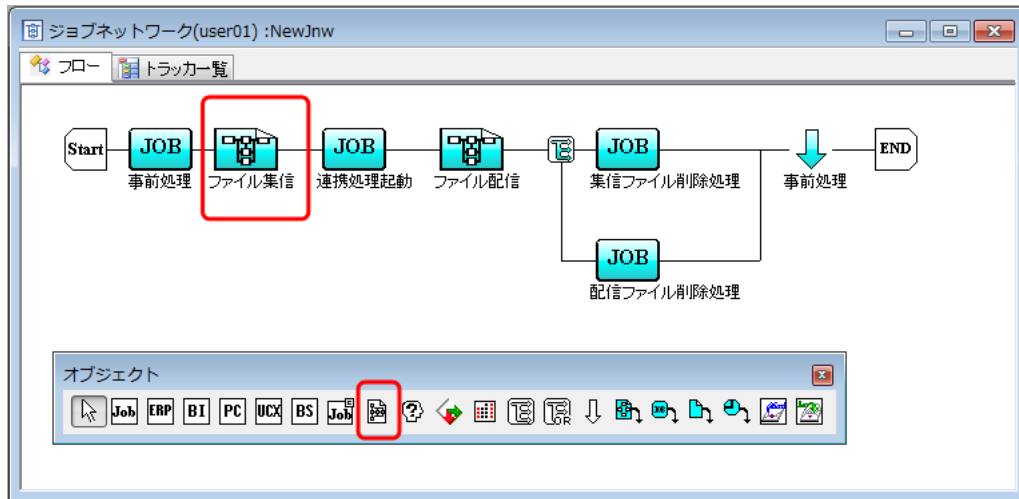 ジョブネットワーク(user01) :NewJnw
フロー
トラッカ一覧
Start
JOB
事前処理
ファイル集信
JOB
連携処理起動
ファイル配信
JOB
集信ファイル削除処理
事前処理
END
JOB
配信ファイル削除処理
オブジェクト
Job ERP BI PC UCX BS Job C OR